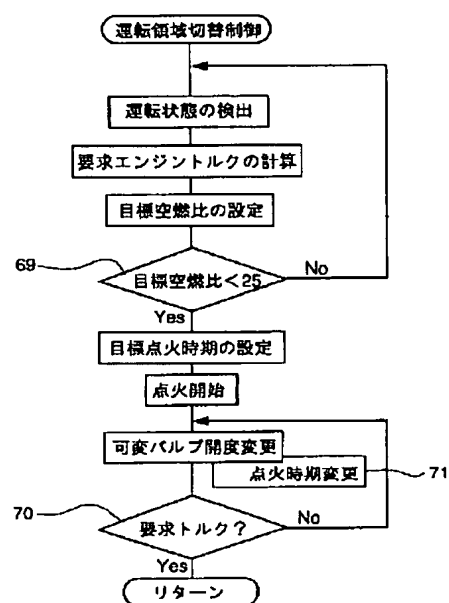 運転領域切替制御
運転状態の検出
要求エンジントルクの計算
目標空燃比の設定
69
目標空燃比<25
No
Yes
目標点火時期の設定
点火開始
可変バルブ開度変更
点火時期変更
71
70
要求トルク?
No
Yes
リターン